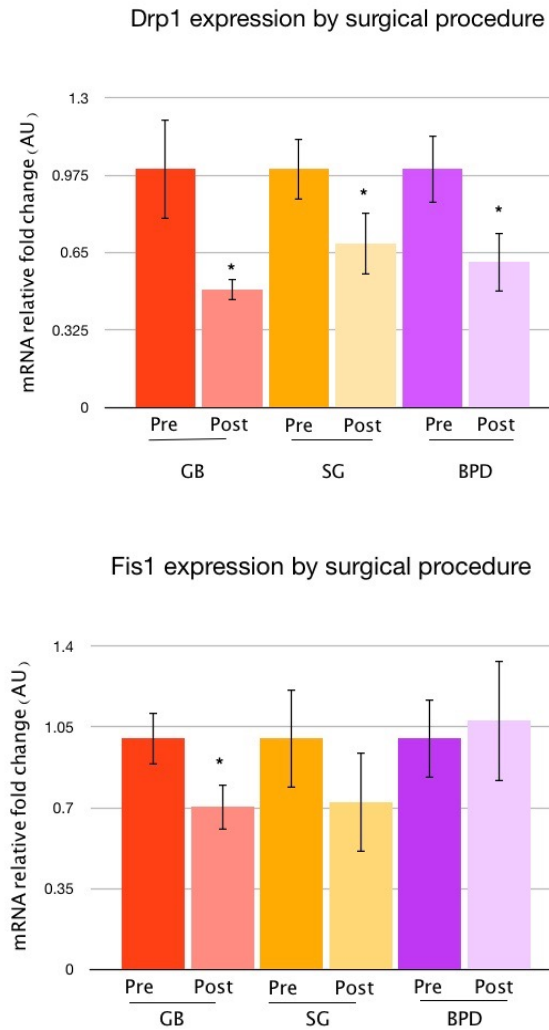 Drp1 expression by surgical procedure
mRNA relative fold change (AU)
1.3
0.975
0.65
0.325
0
*
*
*
Pre Post Pre Post Pre Post
GB SG BPD
Fis1 expression by surgical procedure
mRNA relative fold change (AU)
1.4
1.05
0.7
0.35
0
*
Pre Post Pre Post Pre Post
GB SG BPD